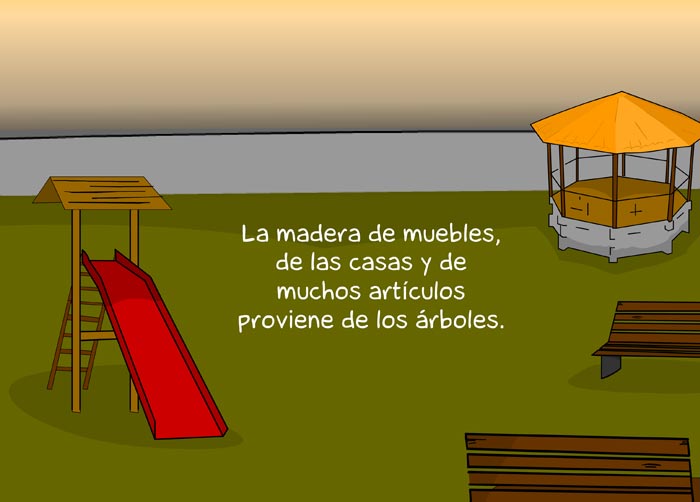 La madera de muebles,
de las casas y de
muchos artículos
proviene de los árboles.